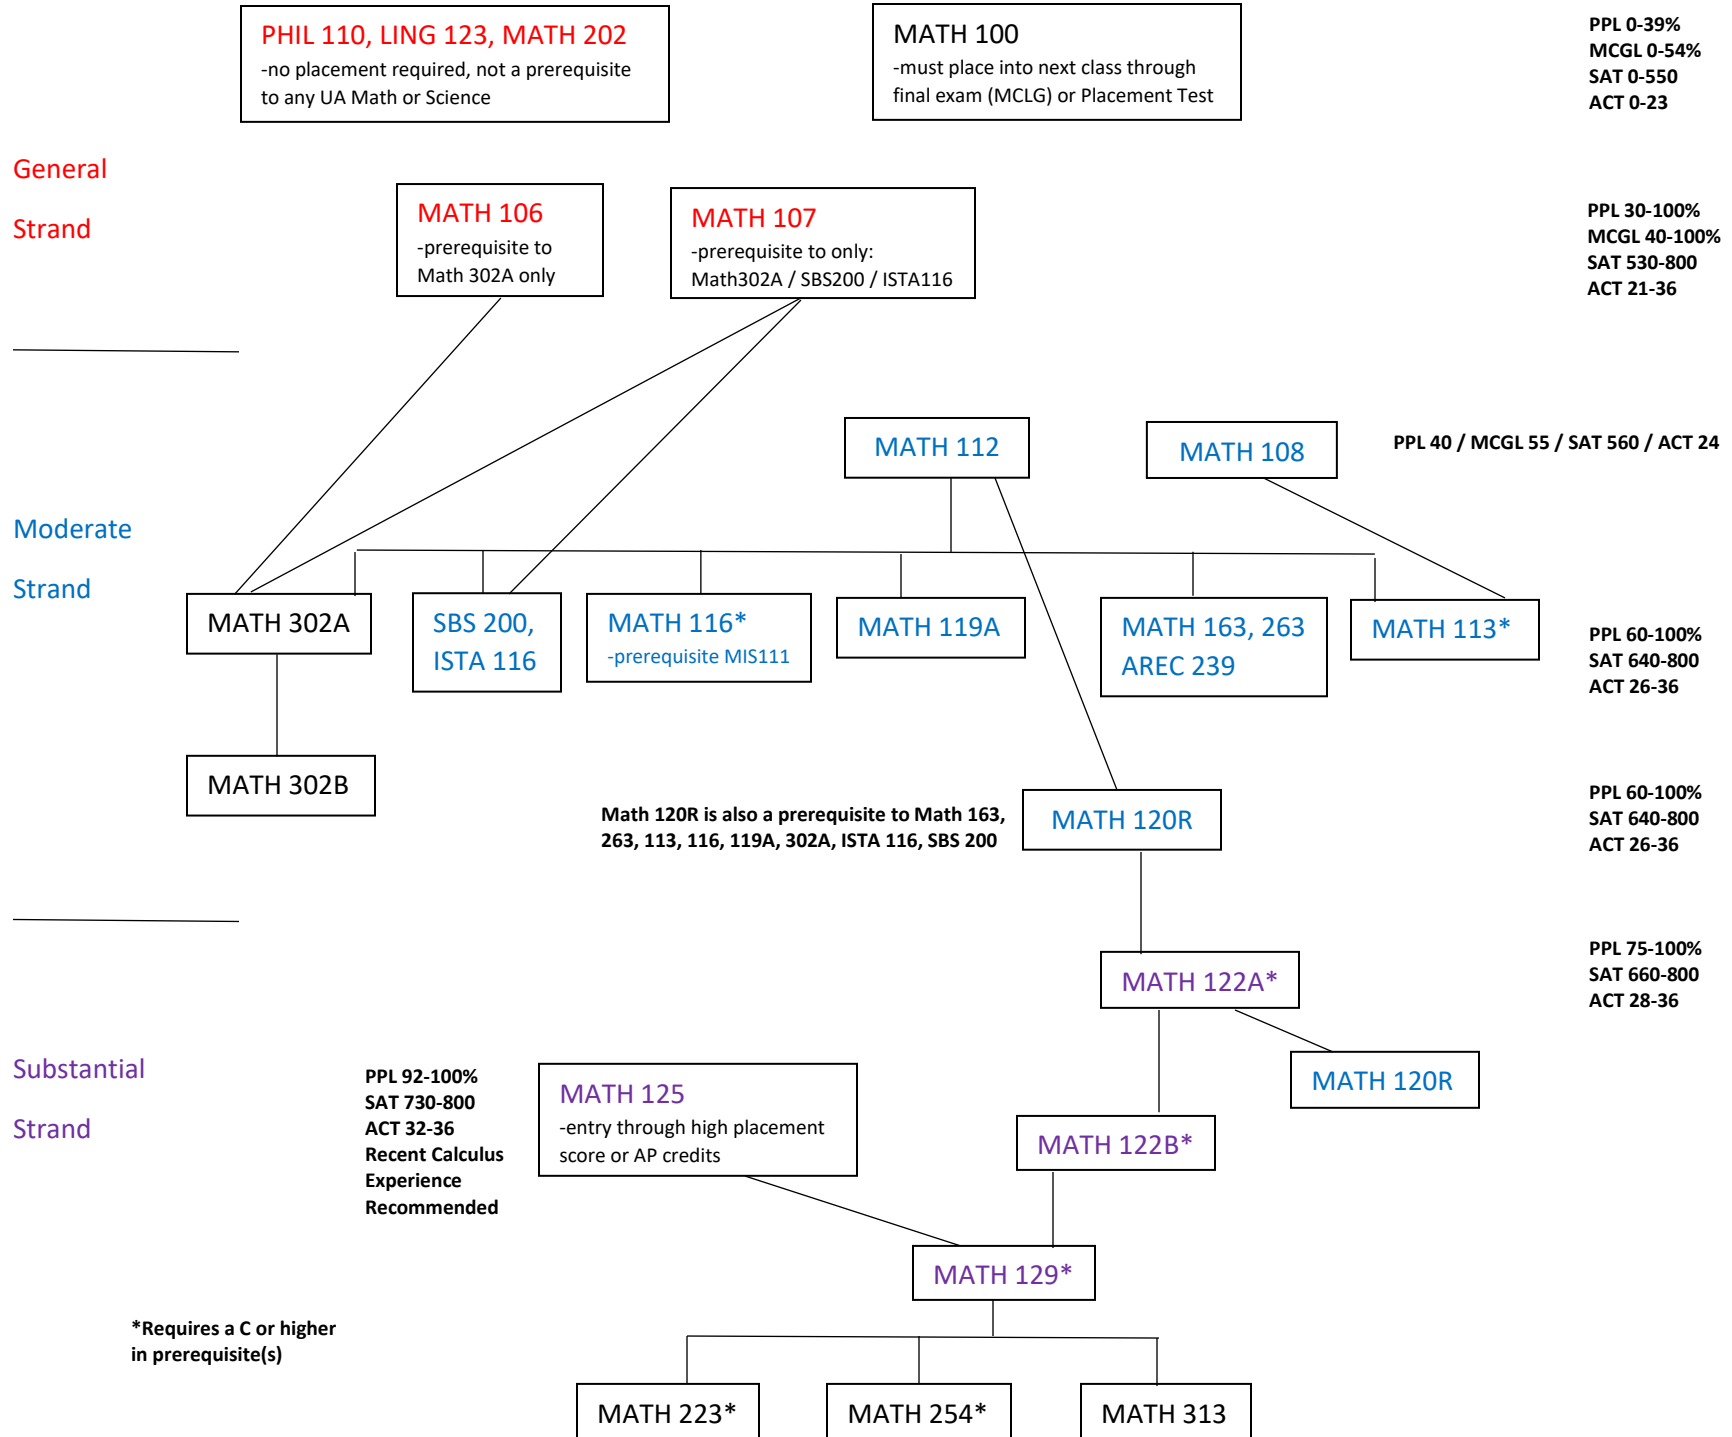 PHIL 110, LING 123, MATH 202
-no placement required, not a prerequisite
to any UA Math or Science
MATH 100
-must place into next class through
final exam (MCLG) or Placement Test
PPL 0-39%
MCGL 0-54%
SAT 0-550
ACT 0-23
General
Strand
MATH 106
-prerequisite to
Math 302A only
MATH 107
-prerequisite to only:
Math302A / SBS200 / ISTA116
PPL 30-100%
MCGL 40-100%
SAT 530-800
ACT 21-36
MATH 112
MATH 108
PPL 40 / MCGL 55 / SAT 560 / ACT 24
Moderate
Strand
MATH 302A
SBS 200,
ISTA 116
MATH 116*
-prerequisite MIS111
MATH 119A
MATH 163, 263
AREC 239
MATH 113*
PPL 60-100%
SAT 640-800
ACT 26-36
MATH 302B
Math 120R is also a prerequisite to Math 163,
263, 113, 116, 119A, 302A, ISTA 116, SBS 200
MATH 120R
PPL 60-100%
SAT 640-800
ACT 26-36
MATH 122A*
PPL 75-100%
SAT 660-800
ACT 28-36
Substantial
Strand
PPL 92-100%
SAT 730-800
ACT 32-36
Recent Calculus
Experience
Recommended
MATH 125
-entry through high placement
score or AP credits
MATH 120R
MATH 122B*
MATH 129*
*Requires a C or higher
in prerequisite(s)
MATH 223*
MATH 254*
MATH 313